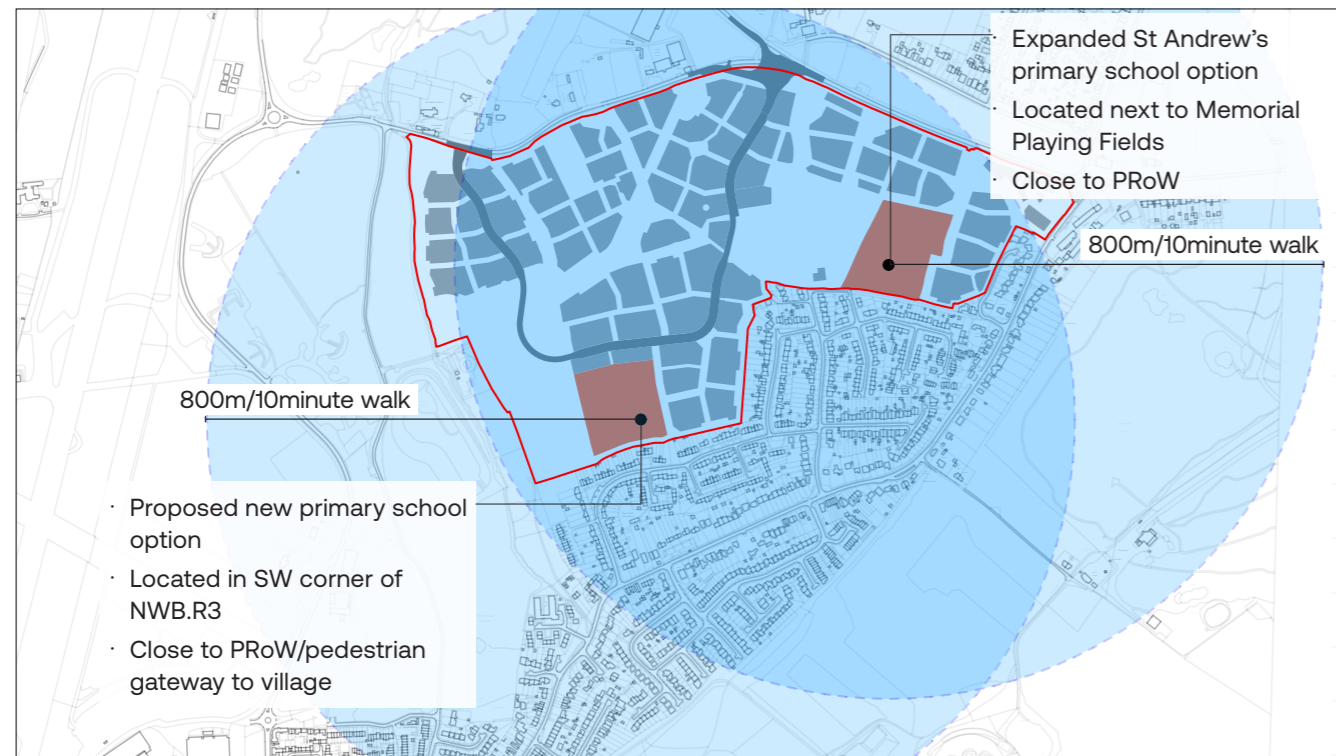 · Expanded St Andrew's
primary school option
· Located next to Memorial
Playing Fields
· Close to PRoW
800m/10minute walk
800m/10minute walk
· Proposed new primary school
option
· Located in SW corner of
NWB.R3
· Close to PRoW/pedestrian
gateway to village